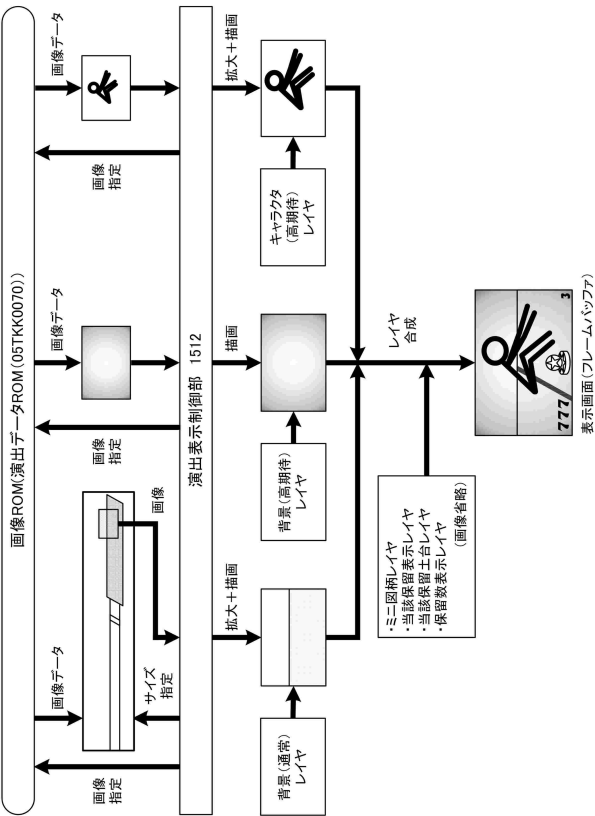 画像ROM(演出データROM(05TKK0070))
画像
指定
画像データ
サイズ
指定
画像
画像
指定
画像データ
画像
指定
画像データ
演出表示制御部 1512
拡大+描画
描画
拡大+描画
背景(通常)
レイヤ
背景(高期待)
レイヤ
キャラクタ
(高期待)
レイヤ
・ミニ図柄レイヤ
・当該保留表示レイヤ
・当該保留土台レイヤ
・保留数表示レイヤ
(画像省略)
レイヤ
合成
777
3
表示画面(フレームバッファ)